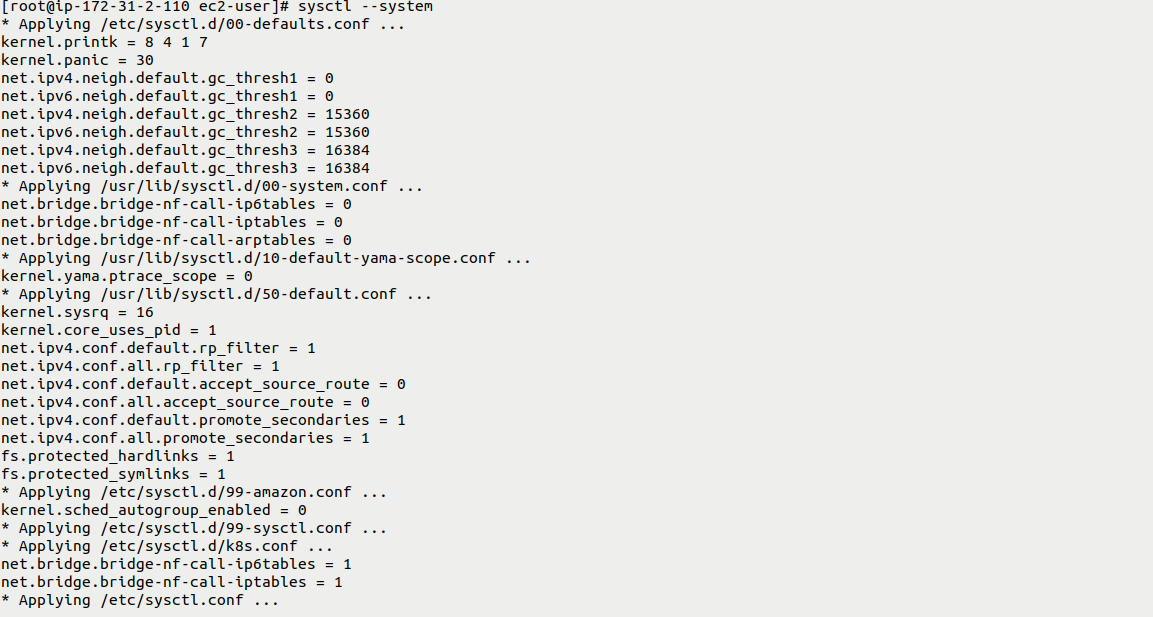 [root@ip-172-31-2-110 ec2-user]# sysctl --system
* Applying /etc/sysctl.d/00-defaults.conf ...
kernel.printk = 8 4 1 7
kernel.panic = 30
net.ipv4.neigh.default.gc_thresh1 = 0
net.ipv6.neigh.default.gc_thresh1 = 0
net.ipv4.neigh.default.gc_thresh2 = 15360
net.ipv6.neigh.default.gc_thresh2 = 15360
net.ipv4.neigh.default.gc_thresh3 = 16384
net.ipv6.neigh.default.gc_thresh3 = 16384
* Applying /usr/lib/sysctl.d/00-system.conf ...
net.bridge.bridge-nf-call-ip6tables = 0
net.bridge.bridge-nf-call-iptables = 0
net.bridge.bridge-nf-call-arptables = 0
* Applying /usr/lib/sysctl.d/10-default-yama-scope.conf ...
kernel.yama.ptrace_scope = 0
* Applying /usr/lib/sysctl.d/50-default.conf ...
kernel.sysrq = 16
kernel.core_uses_pid = 1
net.ipv4.conf.default.rp_filter = 1
net.ipv4.conf.all.rp_filter = 1
net.ipv4.conf.default.accept_source_route = 0
net.ipv4.conf.all.accept_source_route = 0
net.ipv4.conf.default.promote_secondaries = 1
net.ipv4.conf.all.promote_secondaries = 1
fs.protected_hardlinks = 1
fs.protected_symlinks = 1
* Applying /etc/sysctl.d/99-amazon.conf ...
kernel.sched_autogroup_enabled = 0
* Applying /etc/sysctl.d/99-sysctl.conf ...
* Applying /etc/sysctl.d/k8s.conf ...
net.bridge.bridge-nf-call-ip6tables = 1
net.bridge.bridge-nf-call-iptables = 1
* Applying /etc/sysctl.conf ...